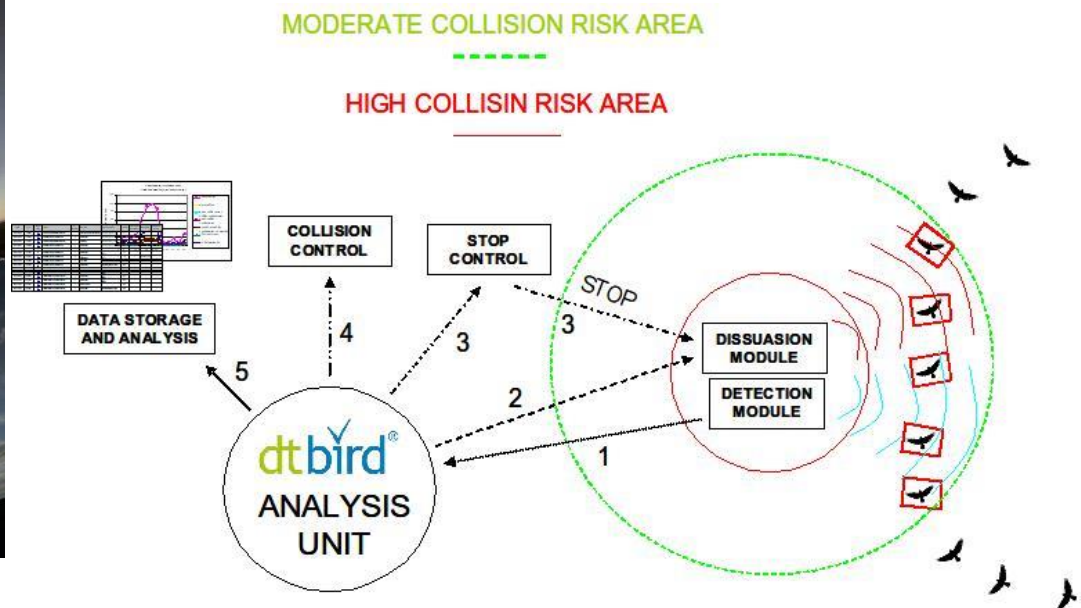 MODERATE COLLISION RISK AREA
HIGH COLLISIN RISK AREA
COLLISION
CONTROL
STOP
CONTROL
STOP
DATA STORAGE
AND ANALYSIS
4
3
3
DISSUASION
MODULE
5
2
DETECTION
MODULE
1
dtbird®
ANALYSIS
UNIT